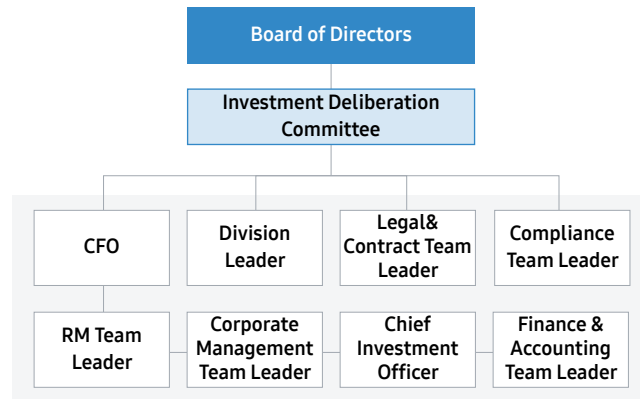 Board of Directors
Investment Deliberation
Committee
CFO
Division
Leader
Legal&
Contract Team
Leader
Compliance
Team Leader
RM Team
Leader
Corporate
Management
Team Leader
Chief
Investment
Officer
Finance &
Accounting
Team Leader